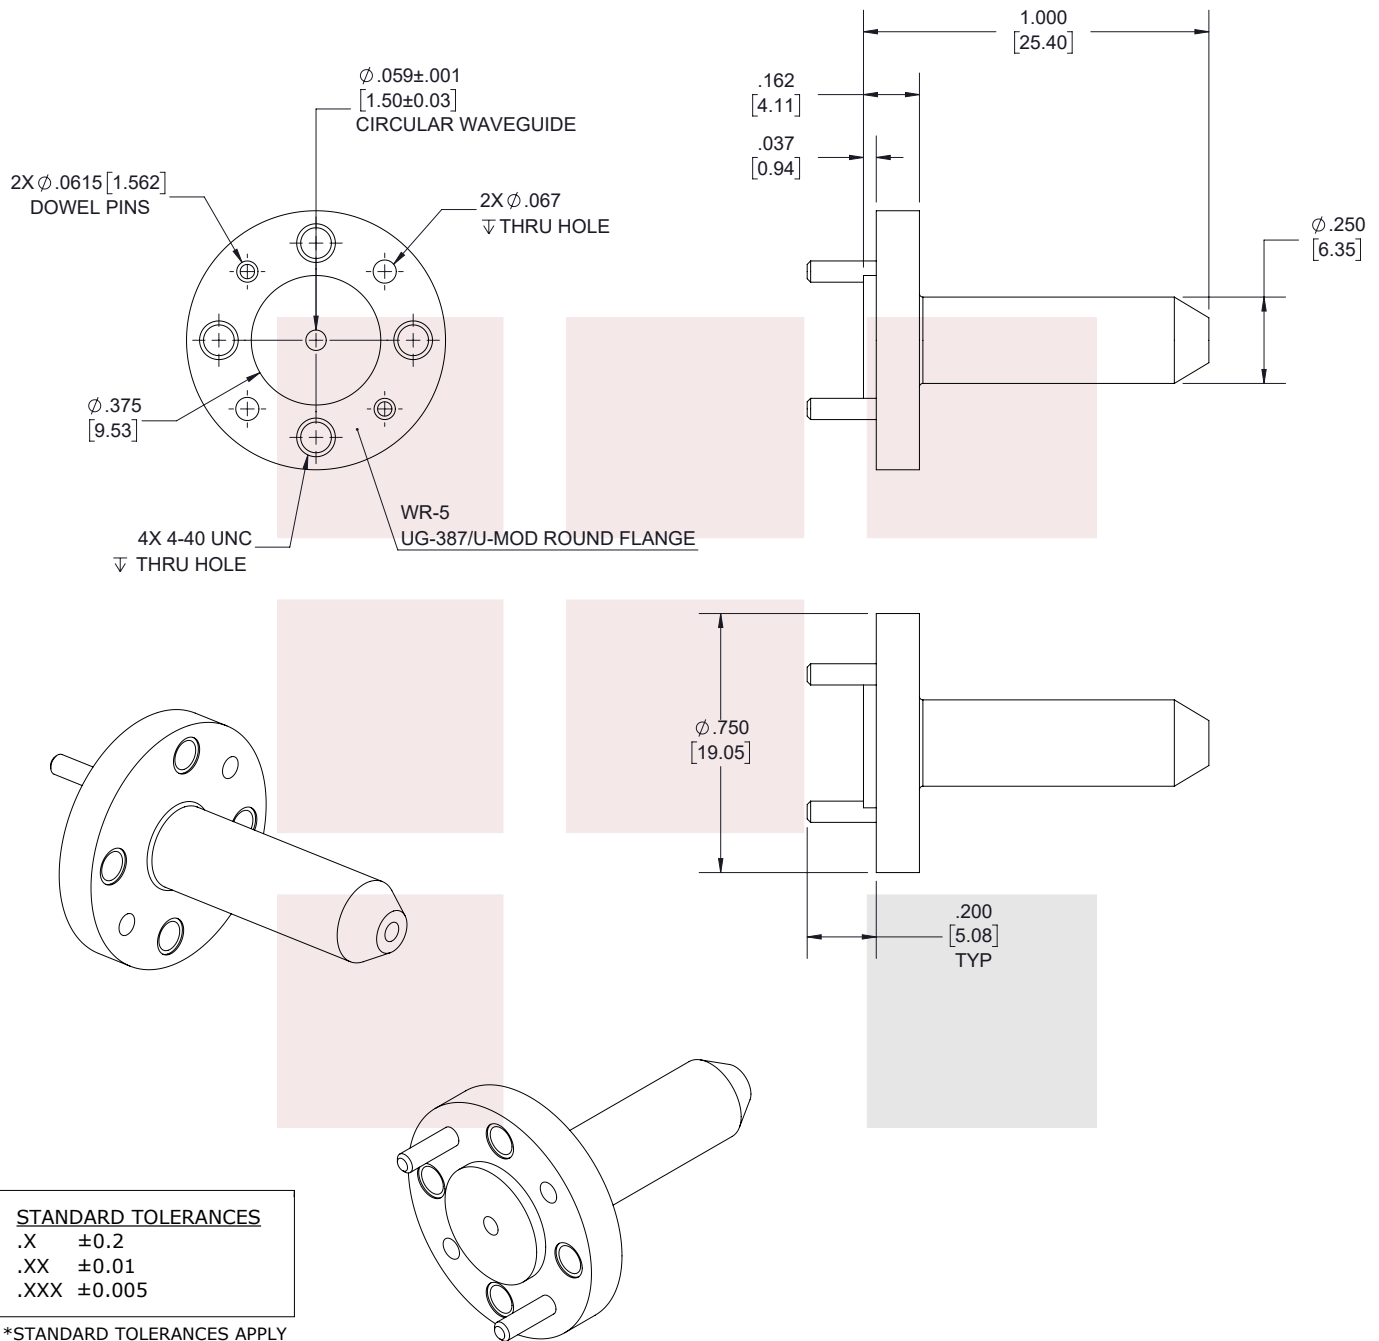 1.000
[25.40]
⌀.059±.001
[1.50±0.03]
CIRCULAR WAVEGUIDE
.162
[4.11]
.037
[0.94]
2X ⌀.0615 [1.562]
DOWEL PINS
2X ⌀.067
↧ THRU HOLE
⌀.250
[6.35]
⌀.375
[9.53]
4X 4-40 UNC
↧ THRU HOLE
WR-5
UG-387/U-MOD ROUND FLANGE
⌀.750
[19.05]
.200
[5.08]
TYP
STANDARD TOLERANCES
.X ±0.2
.XX ±0.01
.XXX ±0.005
*STANDARD TOLERANCES APPLY